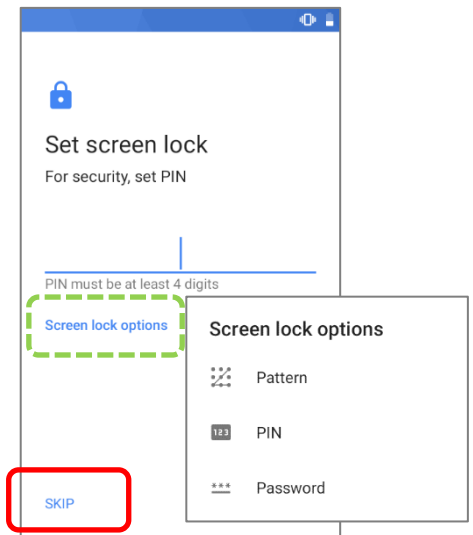 Set screen lock
For security, set PIN
PIN must be at least 4 digits
Screen lock options
Screen lock options
Pattern
123
PIN
***
Password
SKIP